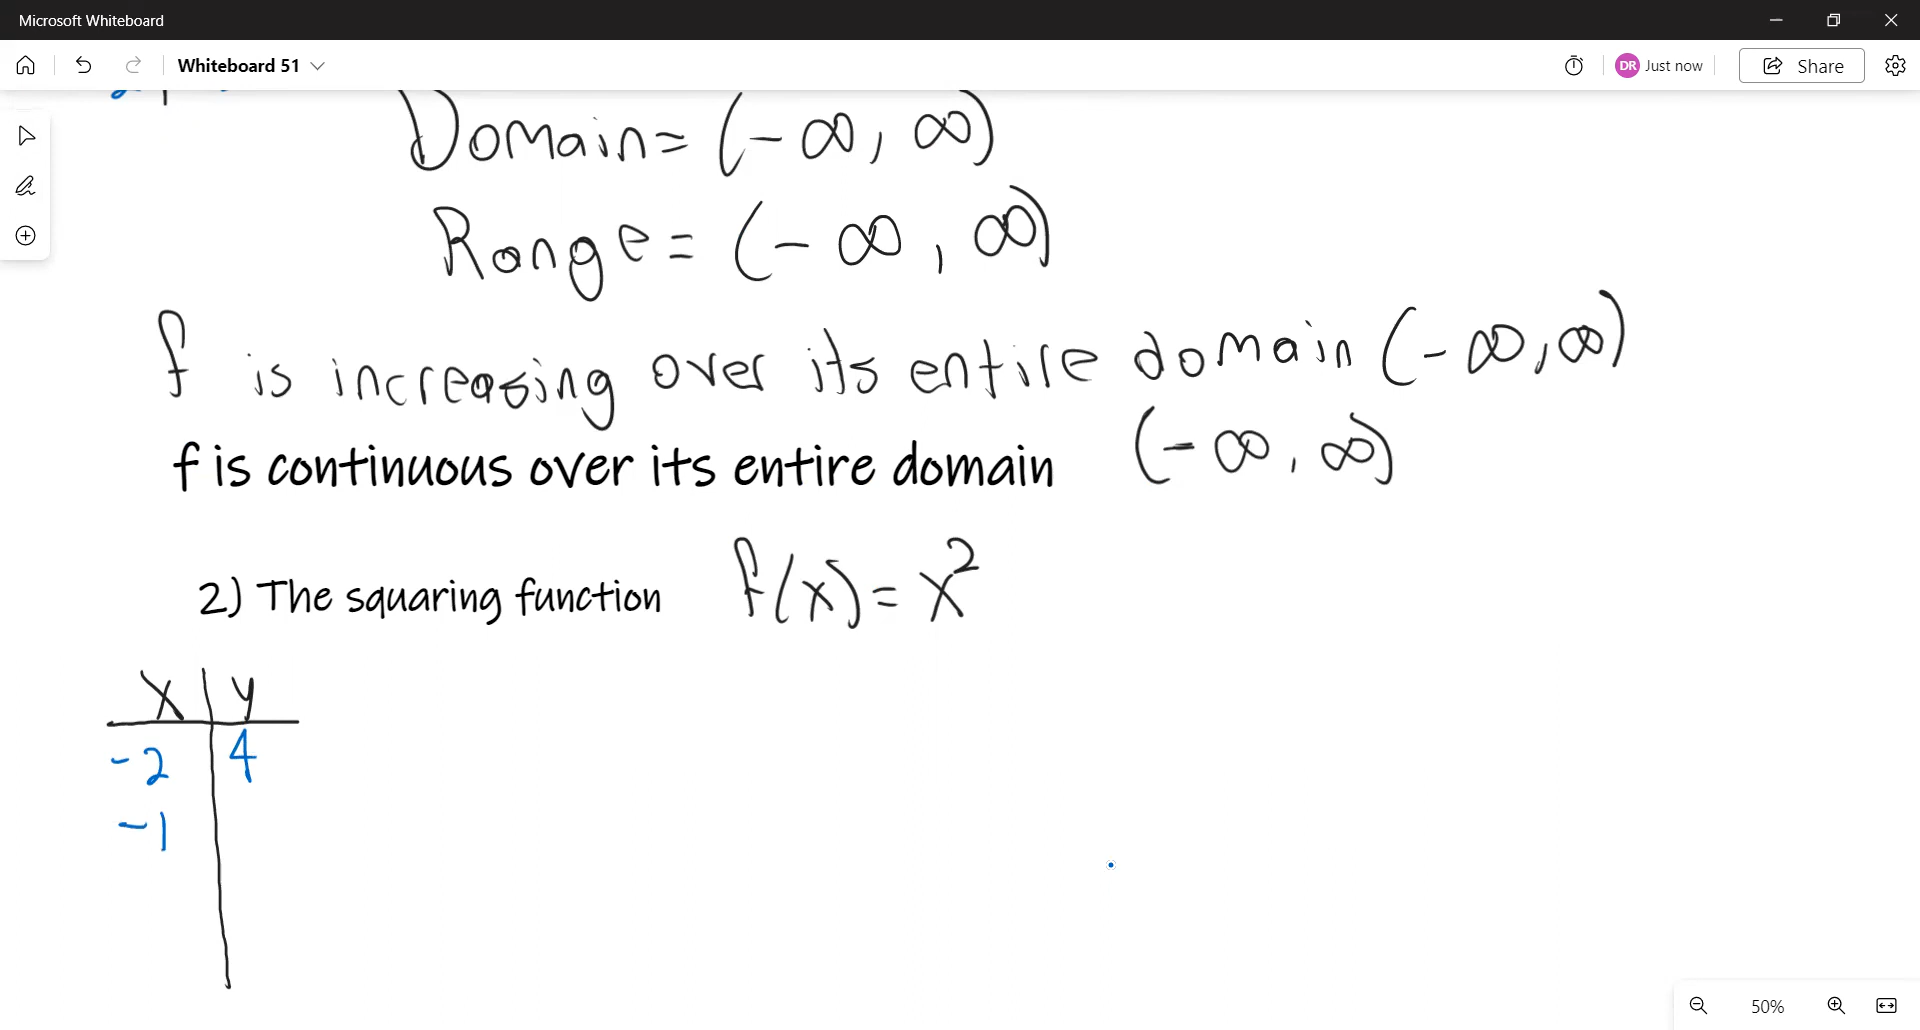 Microsoft Whiteboard
Whiteboard 51
DR Just now
Share
Domain= (-∞, ∞)
Range= (-∞, ∞)
f is increasing over its entire domain (-∞, ∞)
f is continuous over its entire domain (-∞, ∞)
2) The squaring function f(x)= x²
x y
-2 4
-1
50%